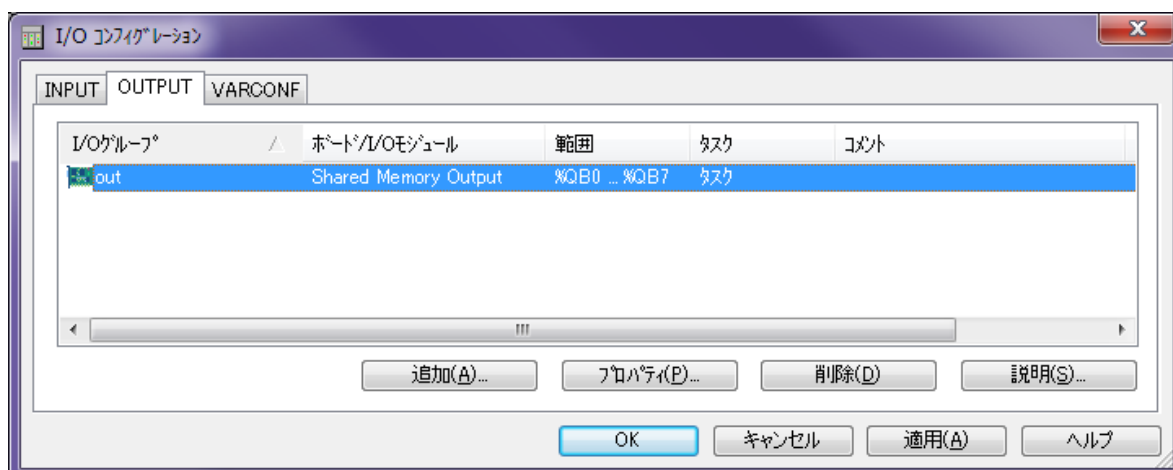 I/O ｺﾝﾌｨｸﾞﾚｰｼｮﾝ
INPUT OUTPUT VARCONF
I/Oｸﾞﾙｰﾌﾟ ﾎﾞｰﾄﾞ/I/Oﾓｼﾞｭｰﾙ 範囲 ﾀｽｸ ｺﾒﾝﾄ
out Shared Memory Output %QB0 ... %QB7 ﾀｽｸ
追加(A)... ﾌﾟﾛﾊﾟﾃｨ(P)... 削除(D) 説明(S)...
OK キャンセル 適用(A) ヘルプ